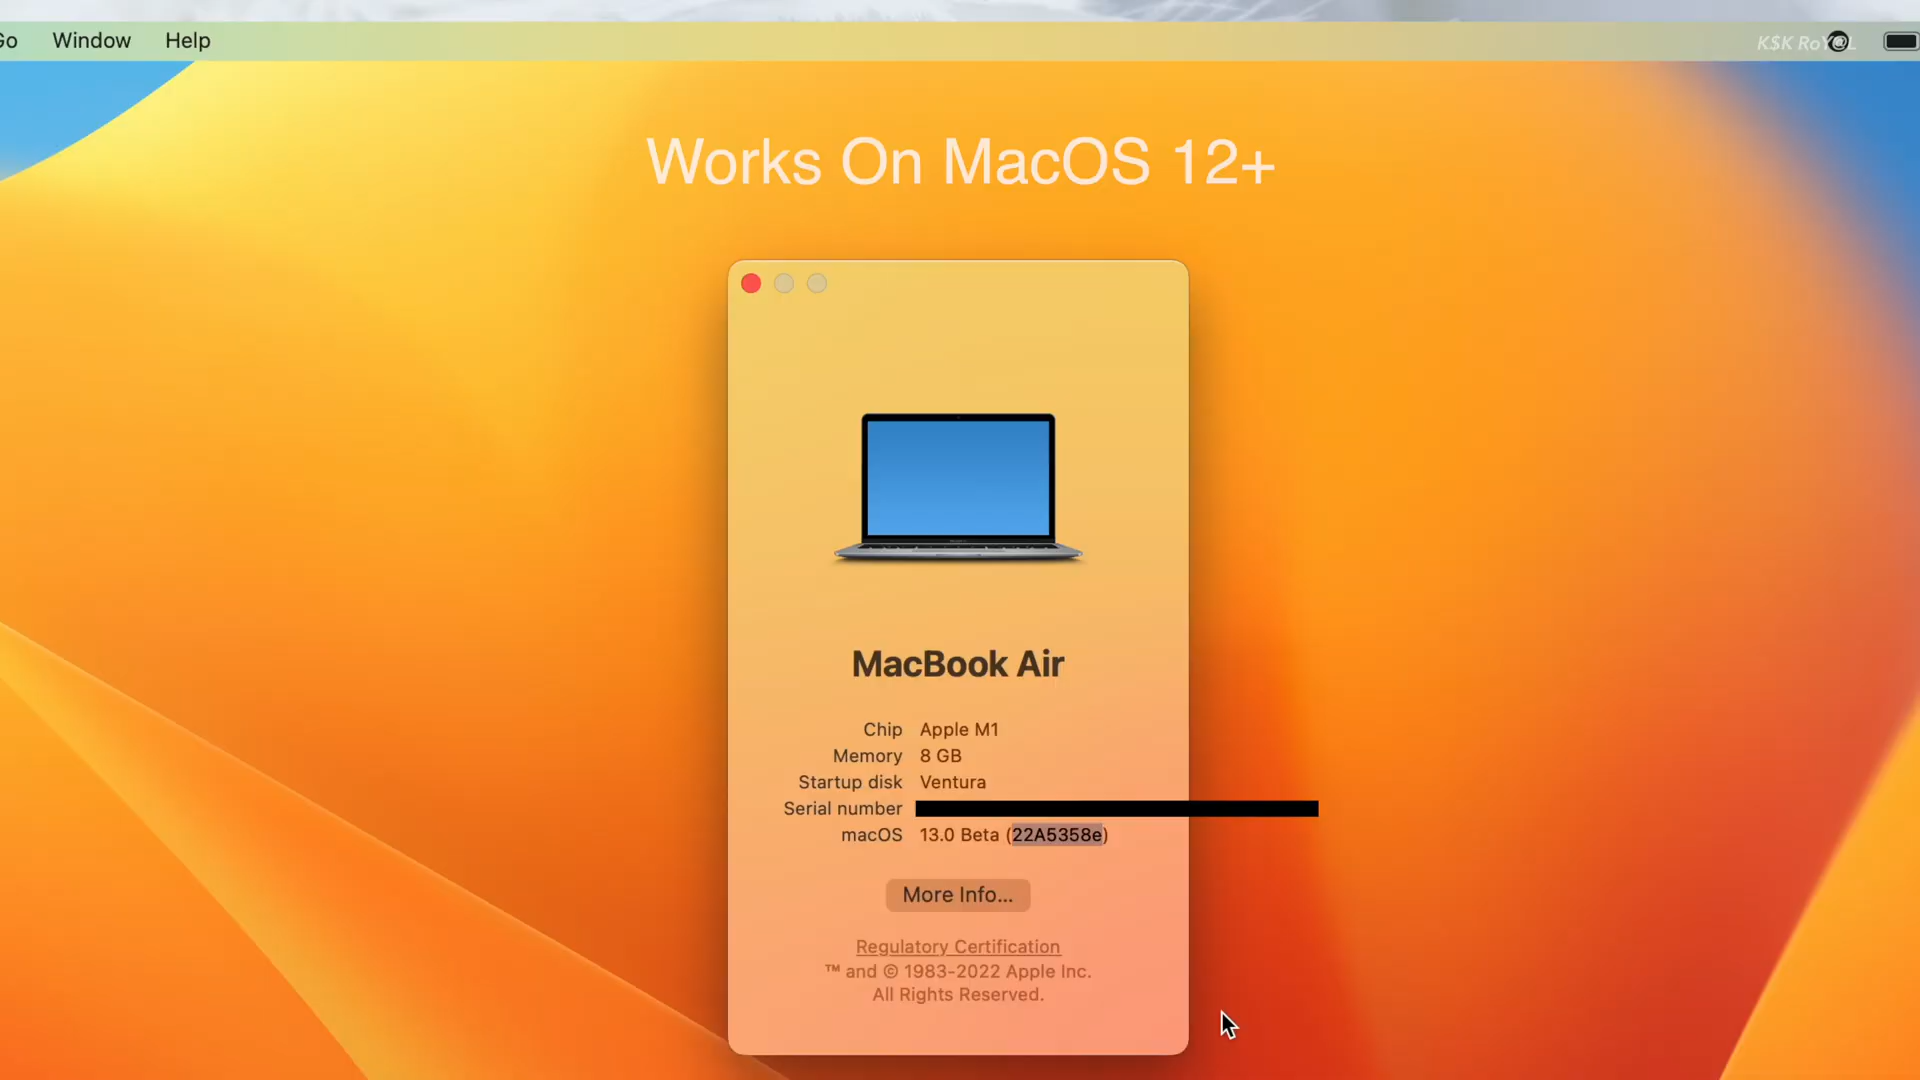 Go Window Help
K$K RoY@L
Works On MacOS 12+
MacBook Air
Chip Apple M1
Memory 8 GB
Startup disk Ventura
Serial number
macOS 13.0 Beta (22A5358e)
More Info...
Regulatory Certification
™ and © 1983-2022 Apple Inc.
All Rights Reserved.